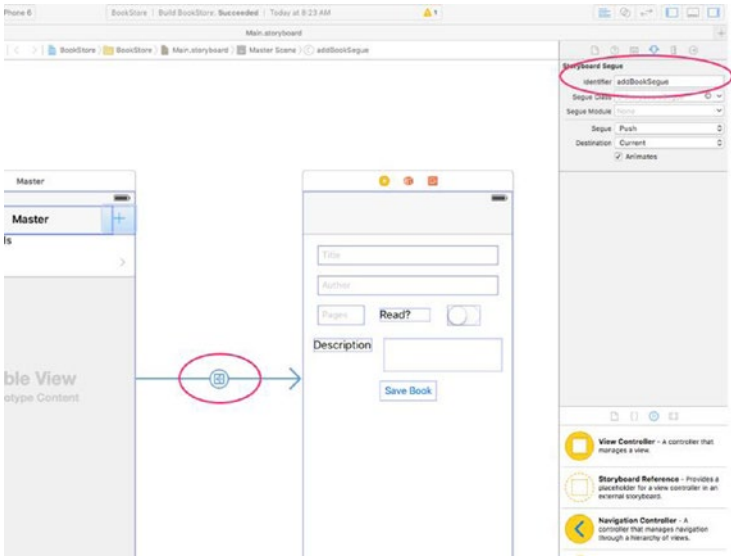 Phone 6
BookStore | Build BookStore: Succeeded | Today at 8:23 AM
1
Main.storyboard
BookStore
BookStore
Main.storyboard
Master Scene
addBookSegue
Storyboard Segue
Identifier addBookSegue
Segue Class
Segue Module None
Segue Push
Destination Current
Animates
Master
Master
ls
ble View
otype Content
Title
Author
Pages
Read?
Description
Save Book
View Controller - A controller that
manages a view.
Storyboard Reference - Provides a
placeholder for a view controller in an
external storyboard.
Navigation Controller - A
controller that manages navigation
through a hierarchy of views.